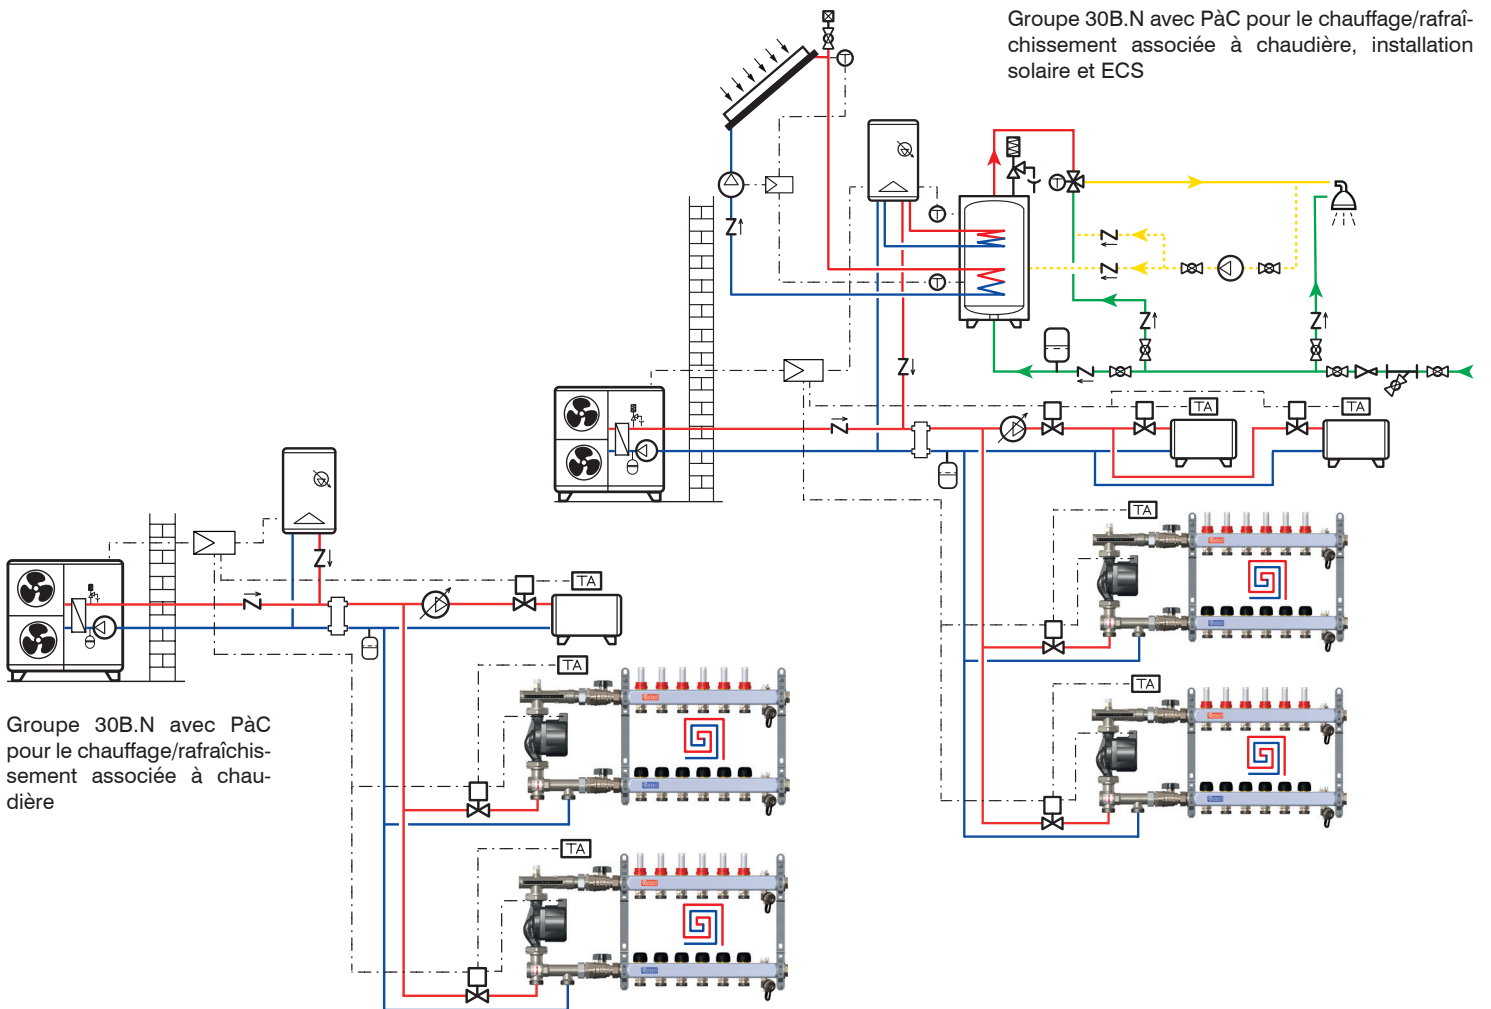 Groupe 30B.N avec PàC pour le chauffage/rafraî-
chissement associée à chaudière, installation
solaire et ECS
T
T
T
T
TA
TA
TA
TA
TA
TA
TA
Groupe 30B.N avec PàC
pour le chauffage/rafraîchis-
sement associée à chau-
dière